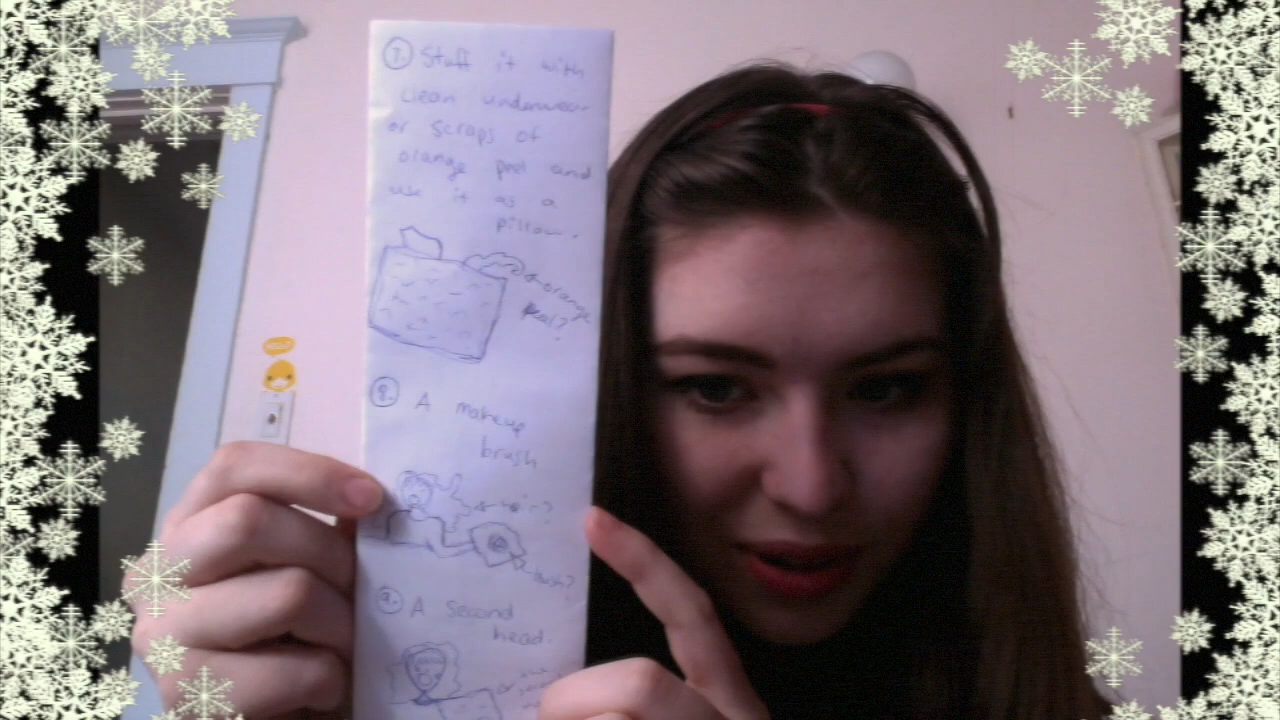 7. Stuff it with
clean underwear
or scraps of
orange peel and
use it as a
pillow.
orange
peel?
8. A makeup
brush
hair?
brush?
9. A second
head.